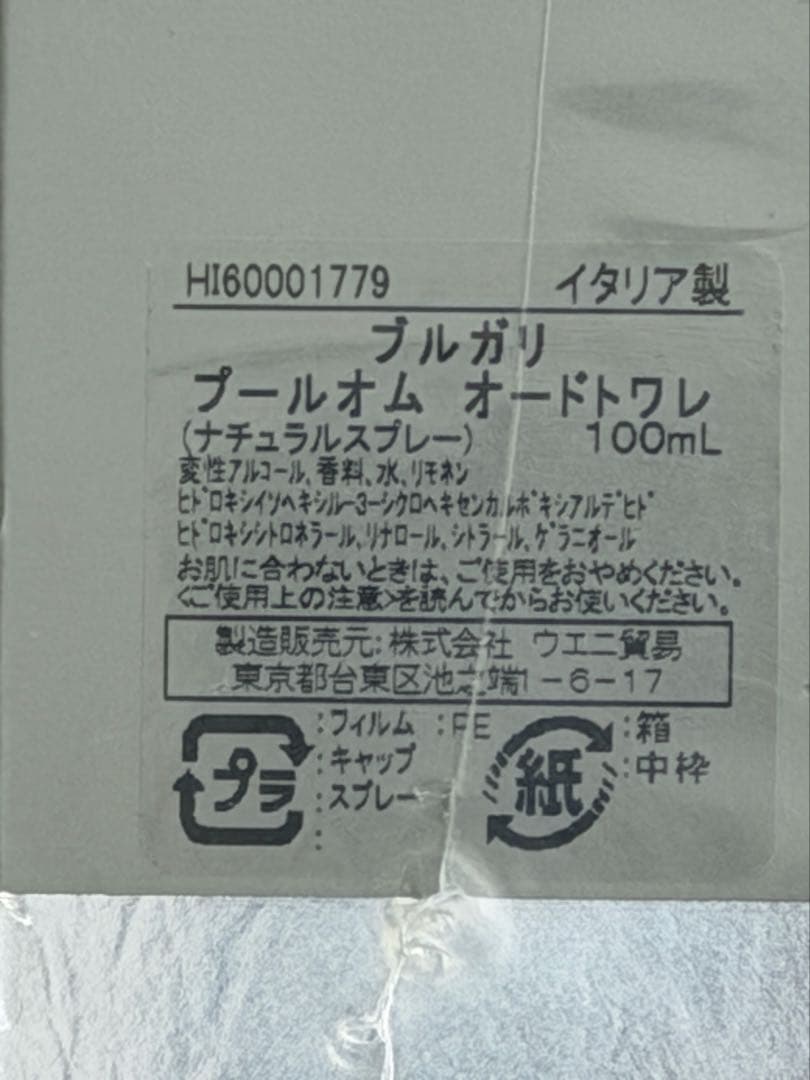 HI60001779 イタリア製
ブルガリ
プールオム オードトワレ
(ナチュラルスプレー) 100mL
変性アルコール、香料、水、リモネン
ヒドロキシイソヘキシル-3-シクロヘキセンカルボキシアルデヒド
ヒドロキシシトロネラール、リナロール、シトラール、ゲラニオール
お肌に合わないときは、ご使用をおやめください。
<ご使用上の注意>を読んでからお使いください。
製造販売元:株式会社 ウエニ貿易
東京都台東区池之端1-6-17
プラ
:フィルム :PE
:キャップ
:スプレー
:
紙
:箱
:中枠